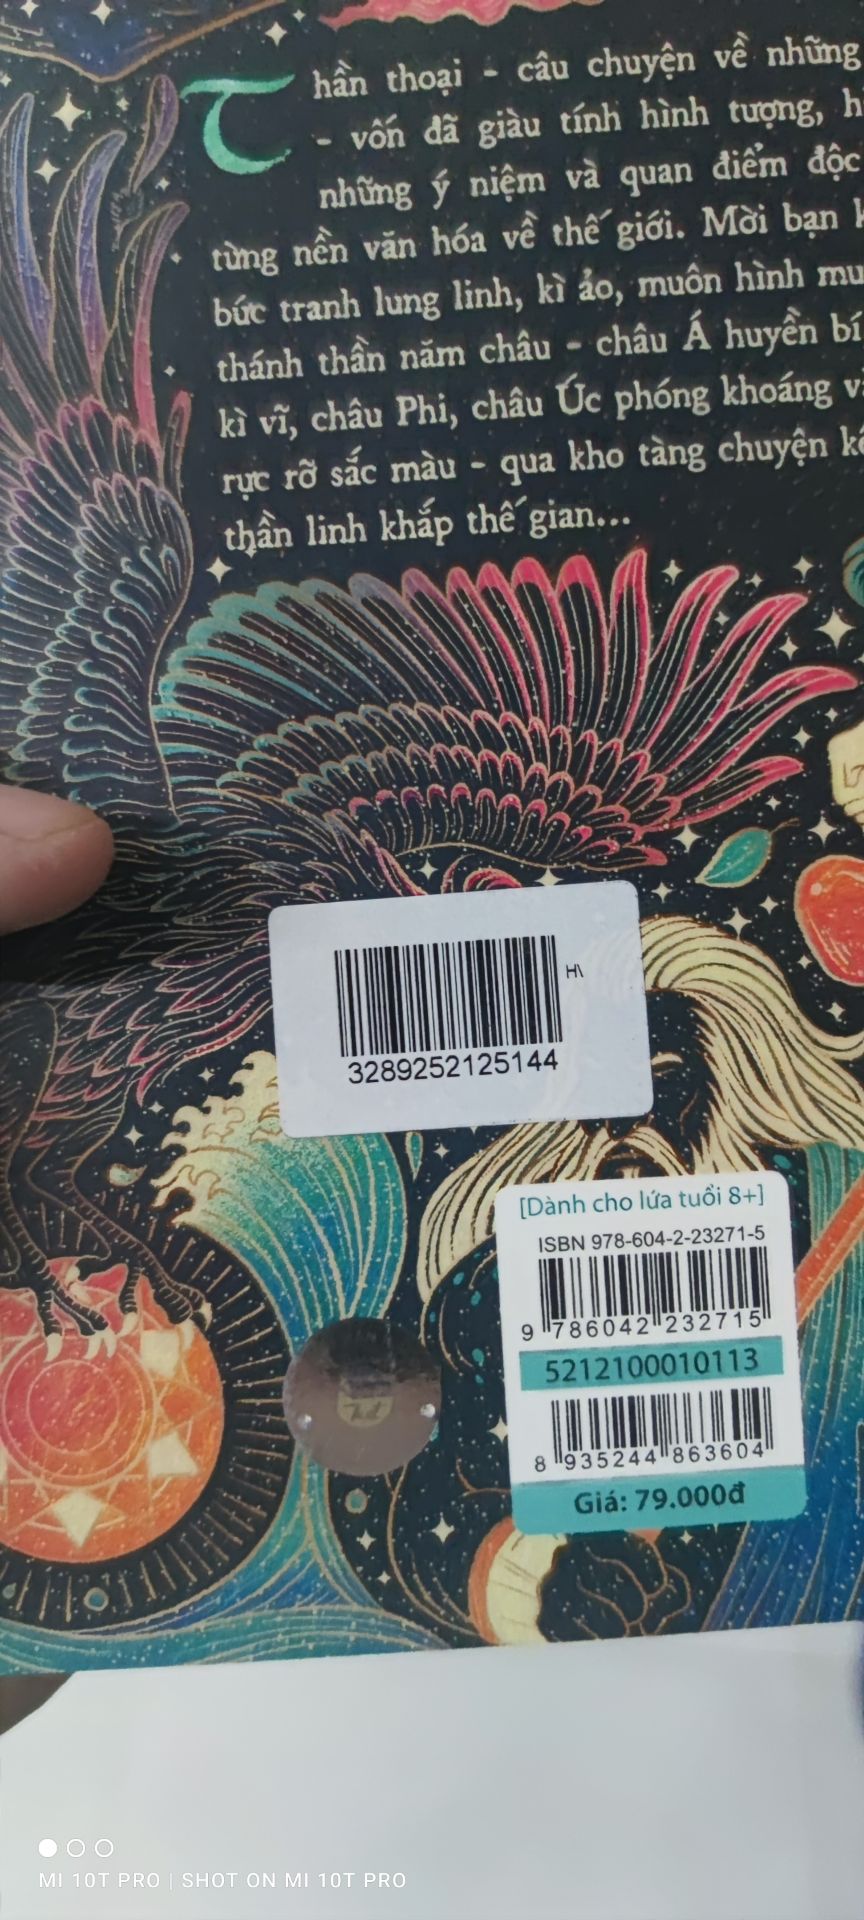 Thần thoại - câu chuyện về những
- vốn đã giàu tính hình tượng,
những ý niệm và quan điểm độc
từng nền văn hóa về thế giới. Mời bạn
bức tranh lung linh, kì ảo, muôn hình
thánh thần năm châu - châu Á huyền bí
kì vĩ, châu Phi, châu Úc phóng khoáng
rực rỡ sắc màu - qua kho tàng chuyện
thần linh khắp thế gian...
3289252125144
[Dành cho lứa tuổi 8+]
ISBN 978-604-2-23271-5
9 786042 232715
5212100010113
8 935244 863604
Giá: 79.000đ
MI 10T PRO | SHOT ON MI 10T PRO